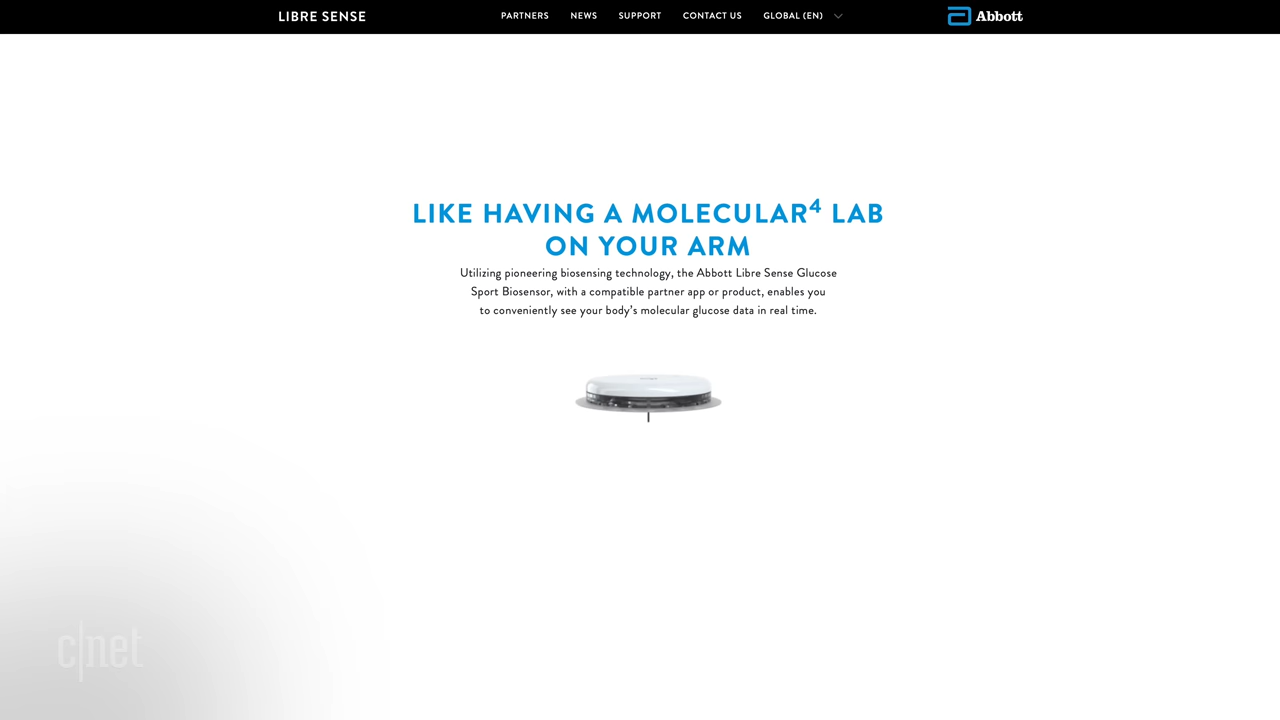 LIBRE SENSE
PARTNERS
NEWS
SUPPORT
CONTACT US
GLOBAL (EN)
Abbott
LIKE HAVING A MOLECULAR⁴ LAB
ON YOUR ARM
Utilizing pioneering biosensing technology, the Abbott Libre Sense Glucose
Sport Biosensor, with a compatible partner app or product, enables you
to conveniently see your body’s molecular glucose data in real time.
c|net